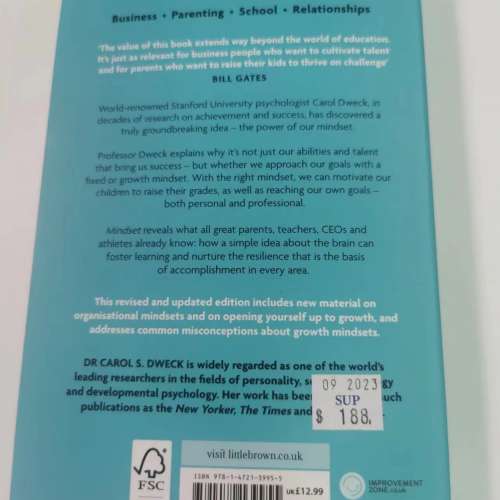 Business • Parenting • School • Relationships
‘The value of this book extends way beyond the world of education.
It’s just as relevant for business people who want to cultivate talent
and for parents who want to raise their kids to thrive on challenge’
BILL GATES
World-renowned Stanford University psychologist Carol Dweck, in
decades of research on achievement and success, has discovered a
truly groundbreaking idea – the power of our mindset.
Professor Dweck explains why it’s not just our abilities and talent
that bring us success – but whether we approach our goals with a
fixed or growth mindset. With the right mindset, we can motivate our
children to raise their grades, as well as reaching our own goals –
both personal and professional.
Mindset reveals what all great parents, teachers, CEOs and
athletes already know: how a simple idea about the brain can
foster learning and nurture the resilience that is the basis
of accomplishment in every area.
This revised and updated edition includes new material on
organisational mindsets and on opening yourself up to growth, and
addresses common misconceptions about growth mindsets.
DR CAROL S. DWECK is widely regarded as one of the world’s
leading researchers in the fields of personality,
and developmental psychology. Her work has been such
publications as the New Yorker, The Times and
09 2023
SUP
$ 188.
visit littlebrown.co.uk
FSC
ISBN 978-1-4721-3995-5
UK £12.99
IMPROVEMENT
ZONE.co.uk